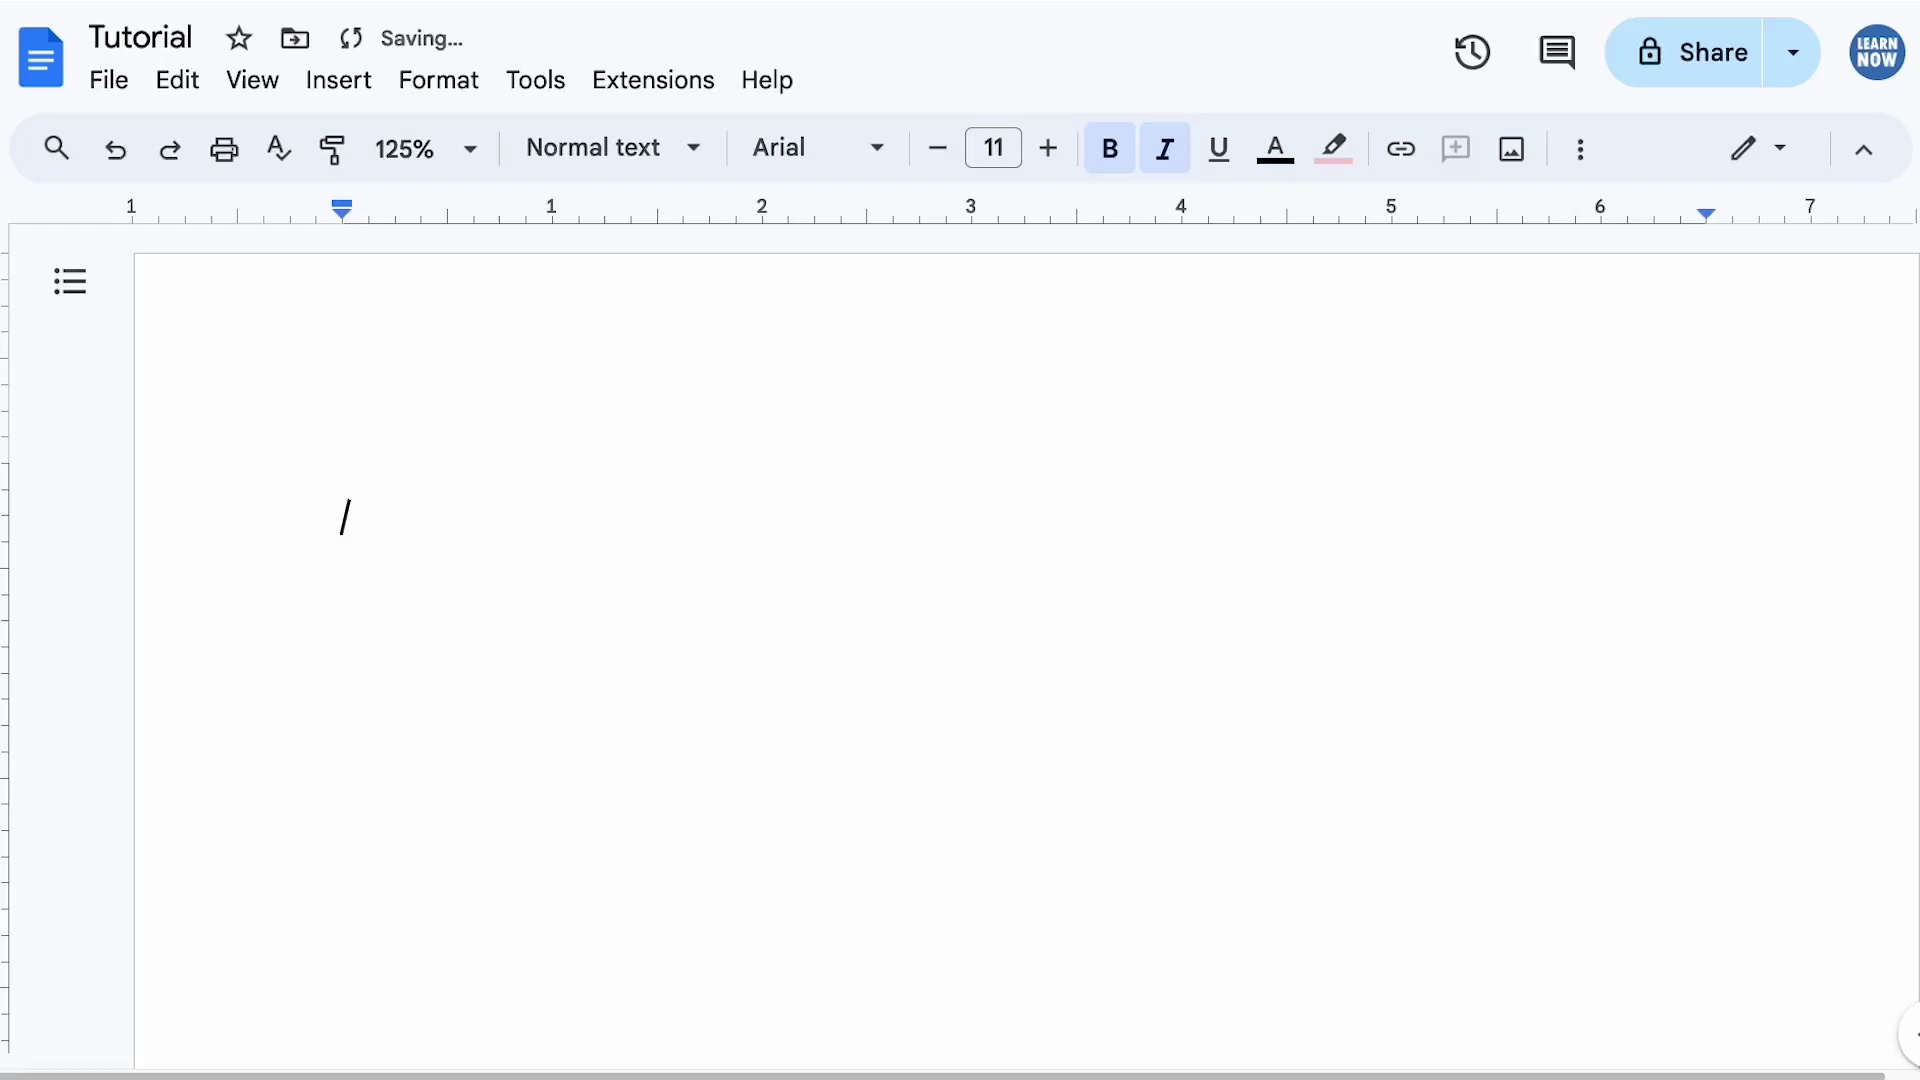 Tutorial Saving...
File Edit View Insert Format Tools Extensions Help
Share
LEARN
NOW
125% Normal text Arial 11 B I U A
1 1 2 3 4 5 6 7